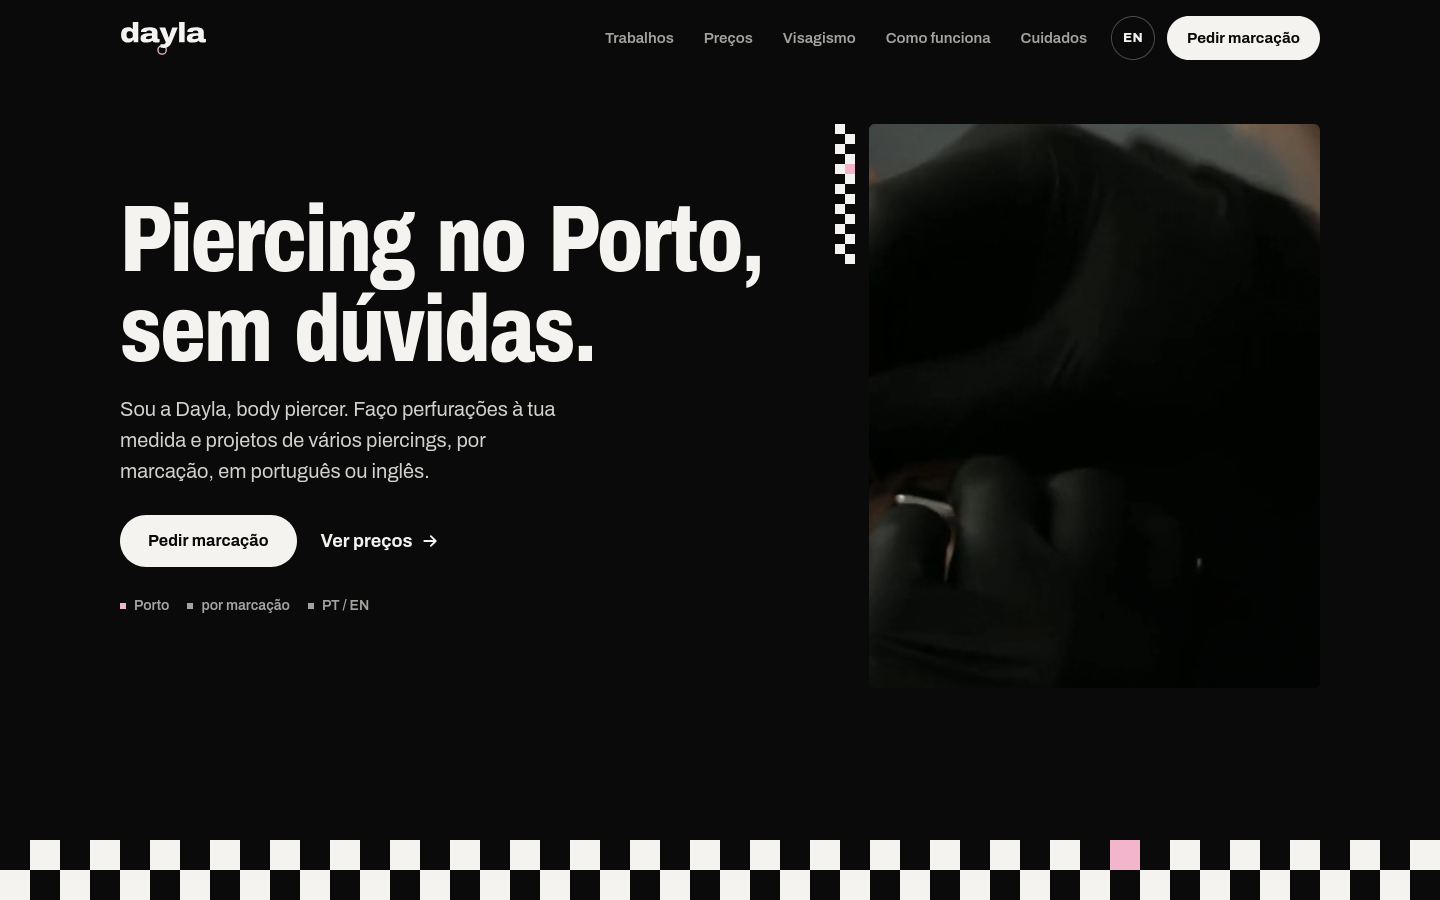 dayla
Trabalhos
Preços
Visagismo
Como funciona
Cuidados
EN
Pedir marcação
Piercing no Porto,
sem dúvidas.
Sou a Dayla, body piercer. Faço perfurações à tua
medida e projetos de vários piercings, por
marcação, em português ou inglês.
Pedir marcação
Ver preços →
Porto
por marcação
PT / EN